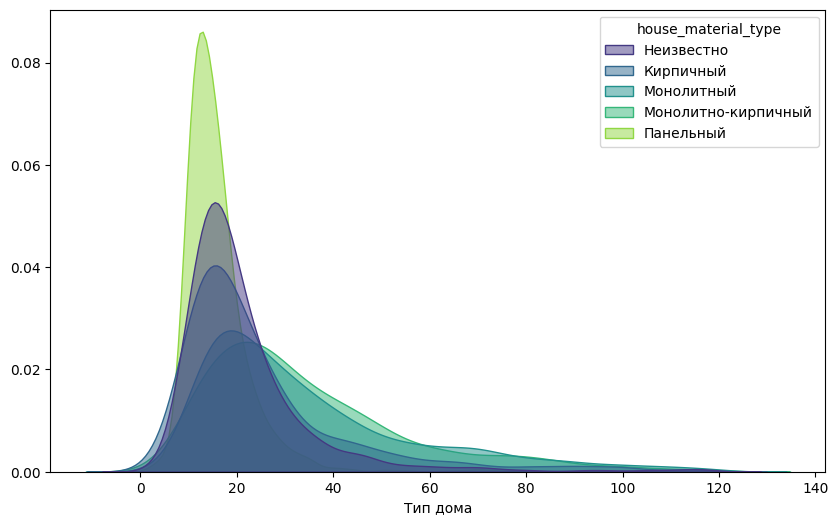 house_material_type
Неизвестно
Кирпичный
Монолитный
Монолитно-кирпичный
Панельный
0.08
0.06
0.04
0.02
0.00
0 20 40 60 80 100 120 140
Тип дома